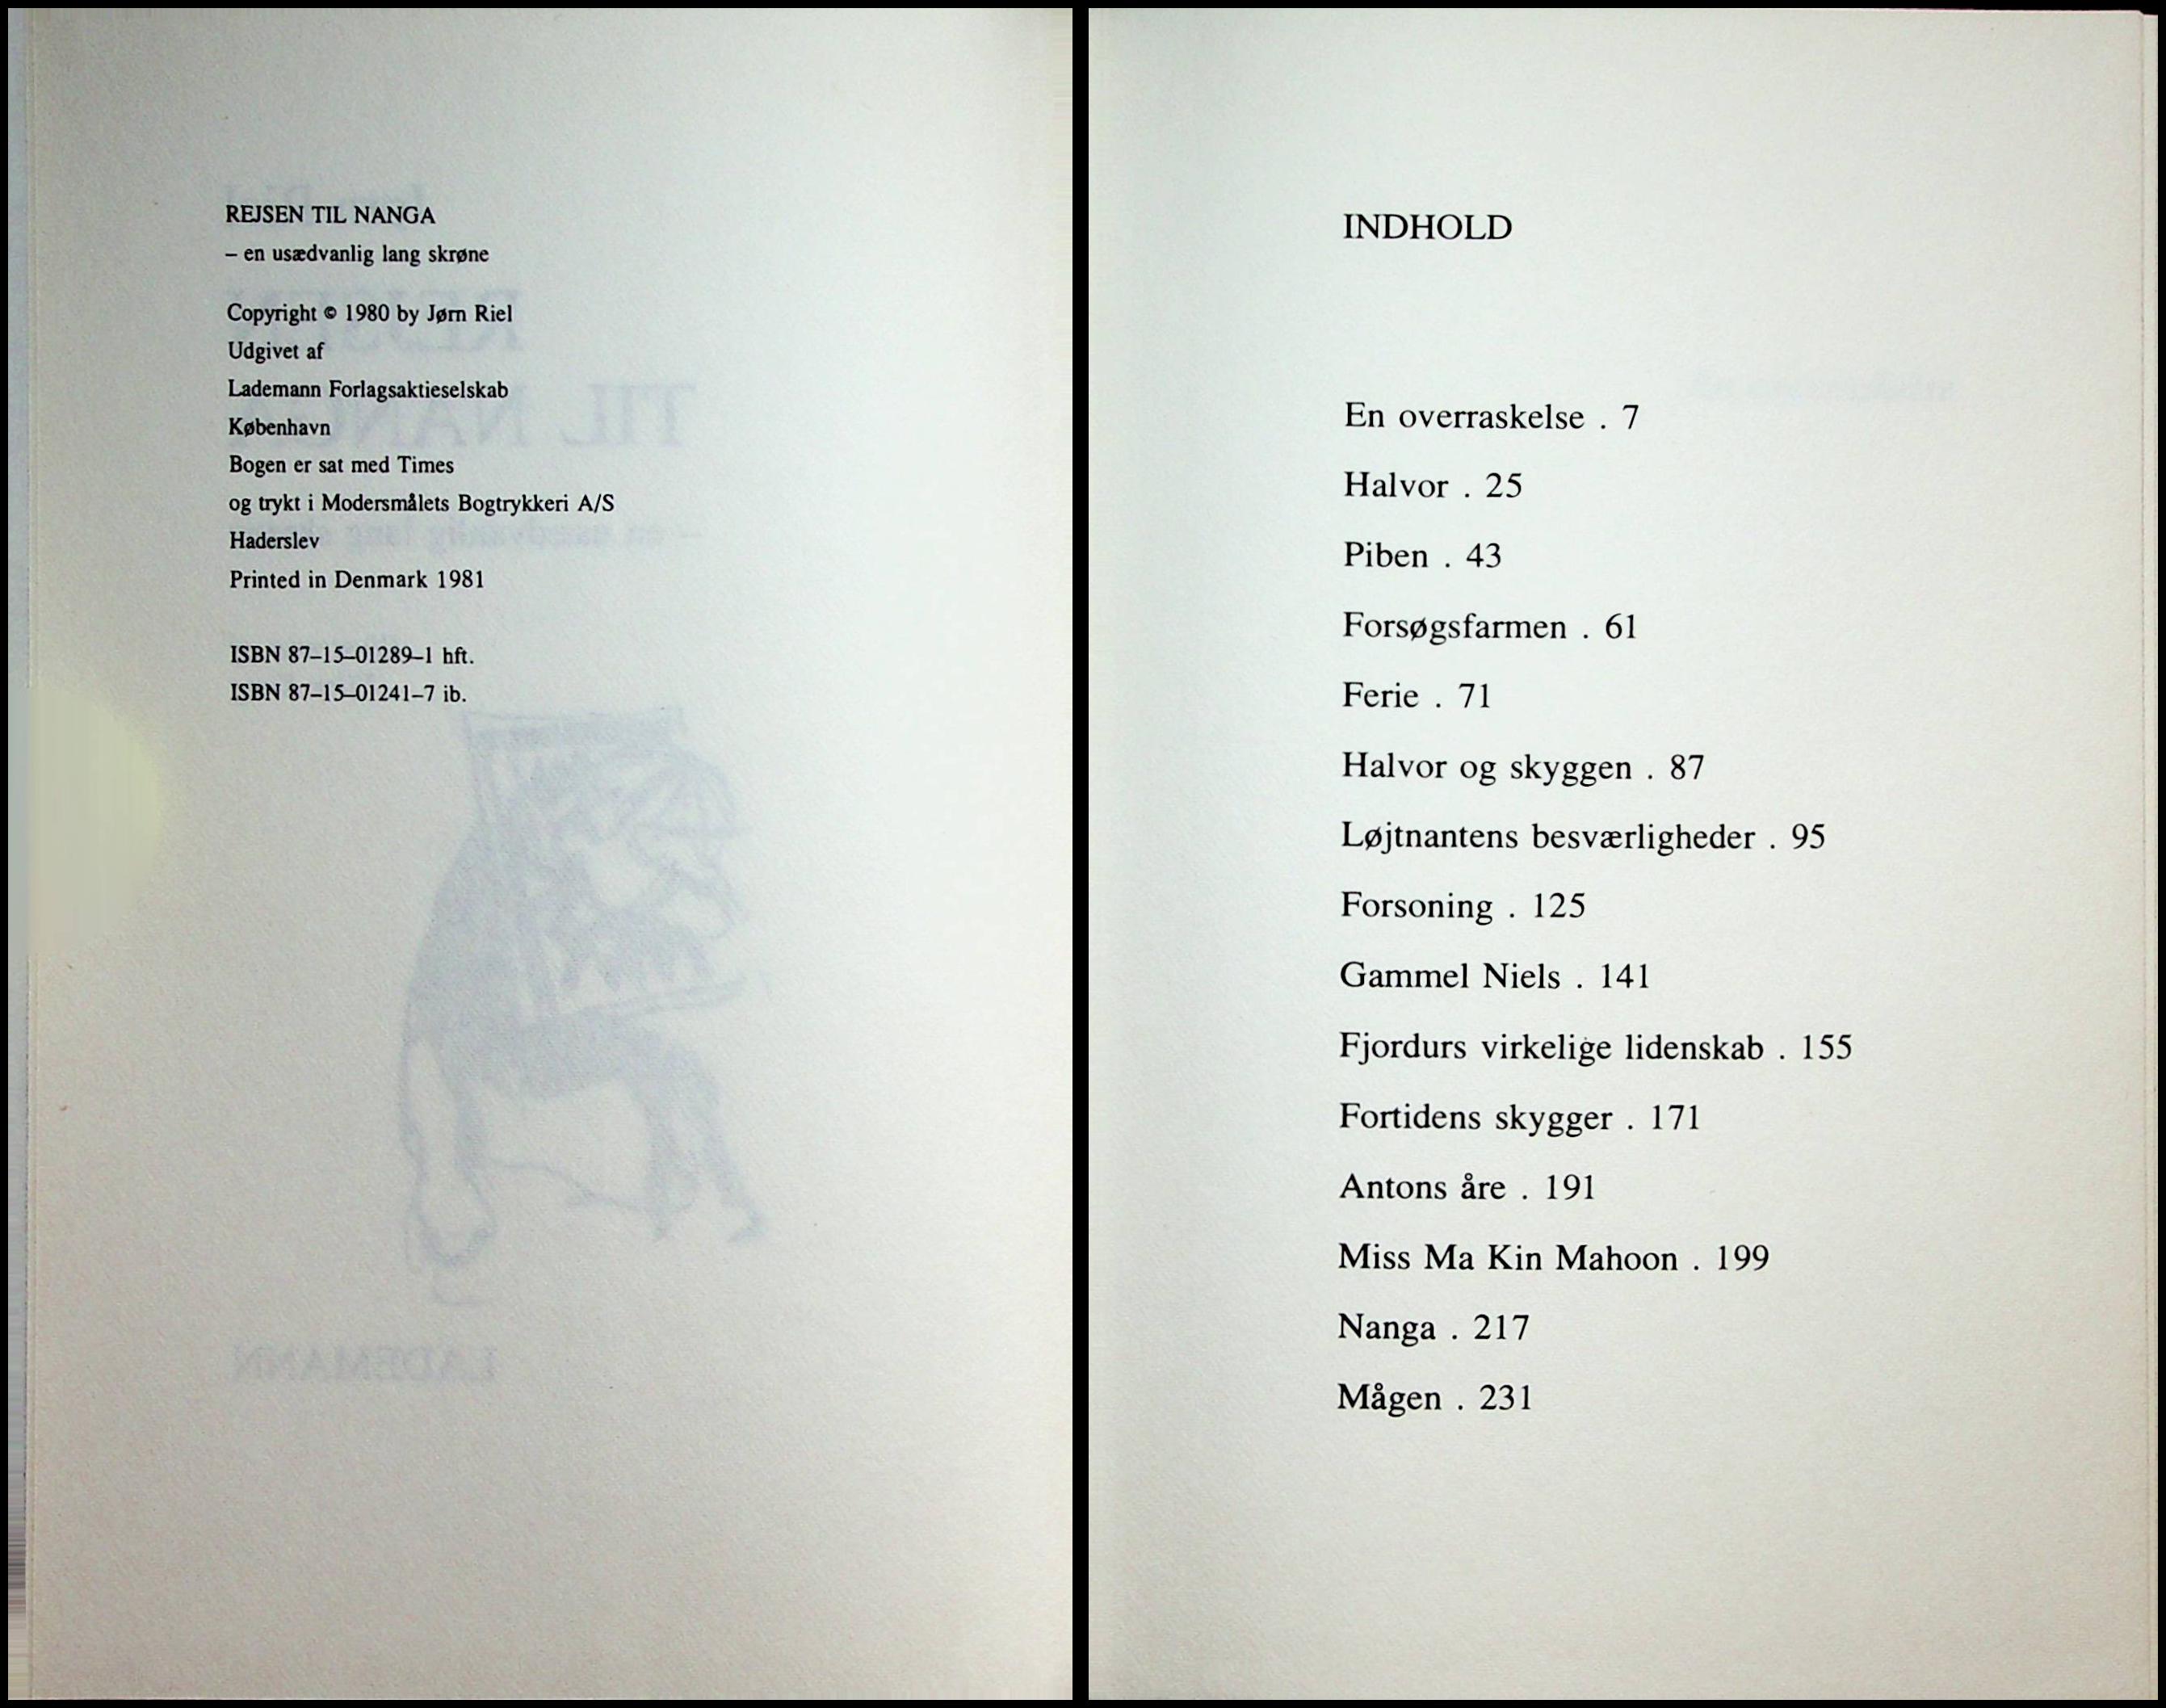 REJSEN TIL NANGA
– en usædvanlig lang skrøne
Copyright © 1980 by Jørn Riel
Udgivet af
Lademann Forlagsaktieselskab
København
Bogen er sat med Times
og trykt i Modersmålets Bogtrykkeri A/S
Haderslev
Printed in Denmark 1981
ISBN 87–15–01289–1 hft.
ISBN 87–15–01241–7 ib.
LADEMANN
INDHOLD
En overraskelse . 7
Halvor . 25
Piben . 43
Forsøgsfarmen . 61
Ferie . 71
Halvor og skyggen . 87
Løjtnantens besværligheder . 95
Forsoning . 125
Gammel Niels . 141
Fjordurs virkelige lidenskab . 155
Fortidens skygger . 171
Antons åre . 191
Miss Ma Kin Mahoon . 199
Nanga . 217
Mågen . 231